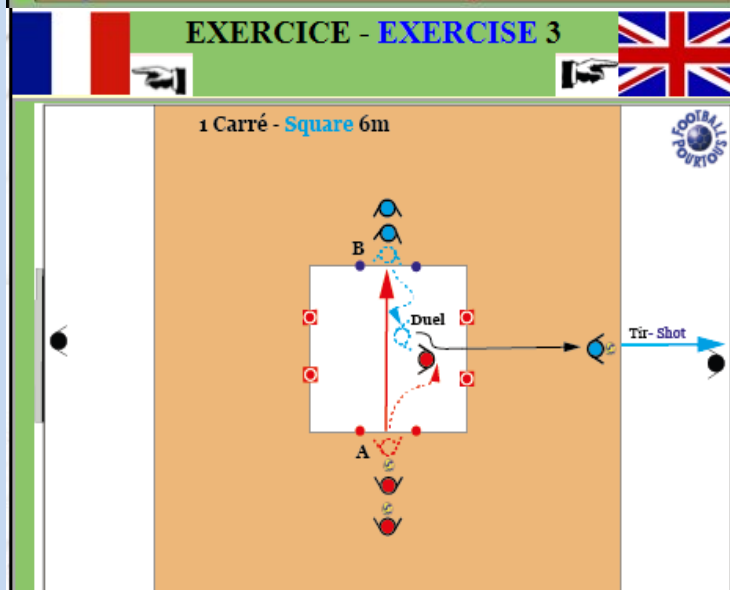 EXERCICE - EXERCISE 3
1 Carré - Square 6m
FOOTBALL
POURTOUS
B
Duel
Tir- Shot
A